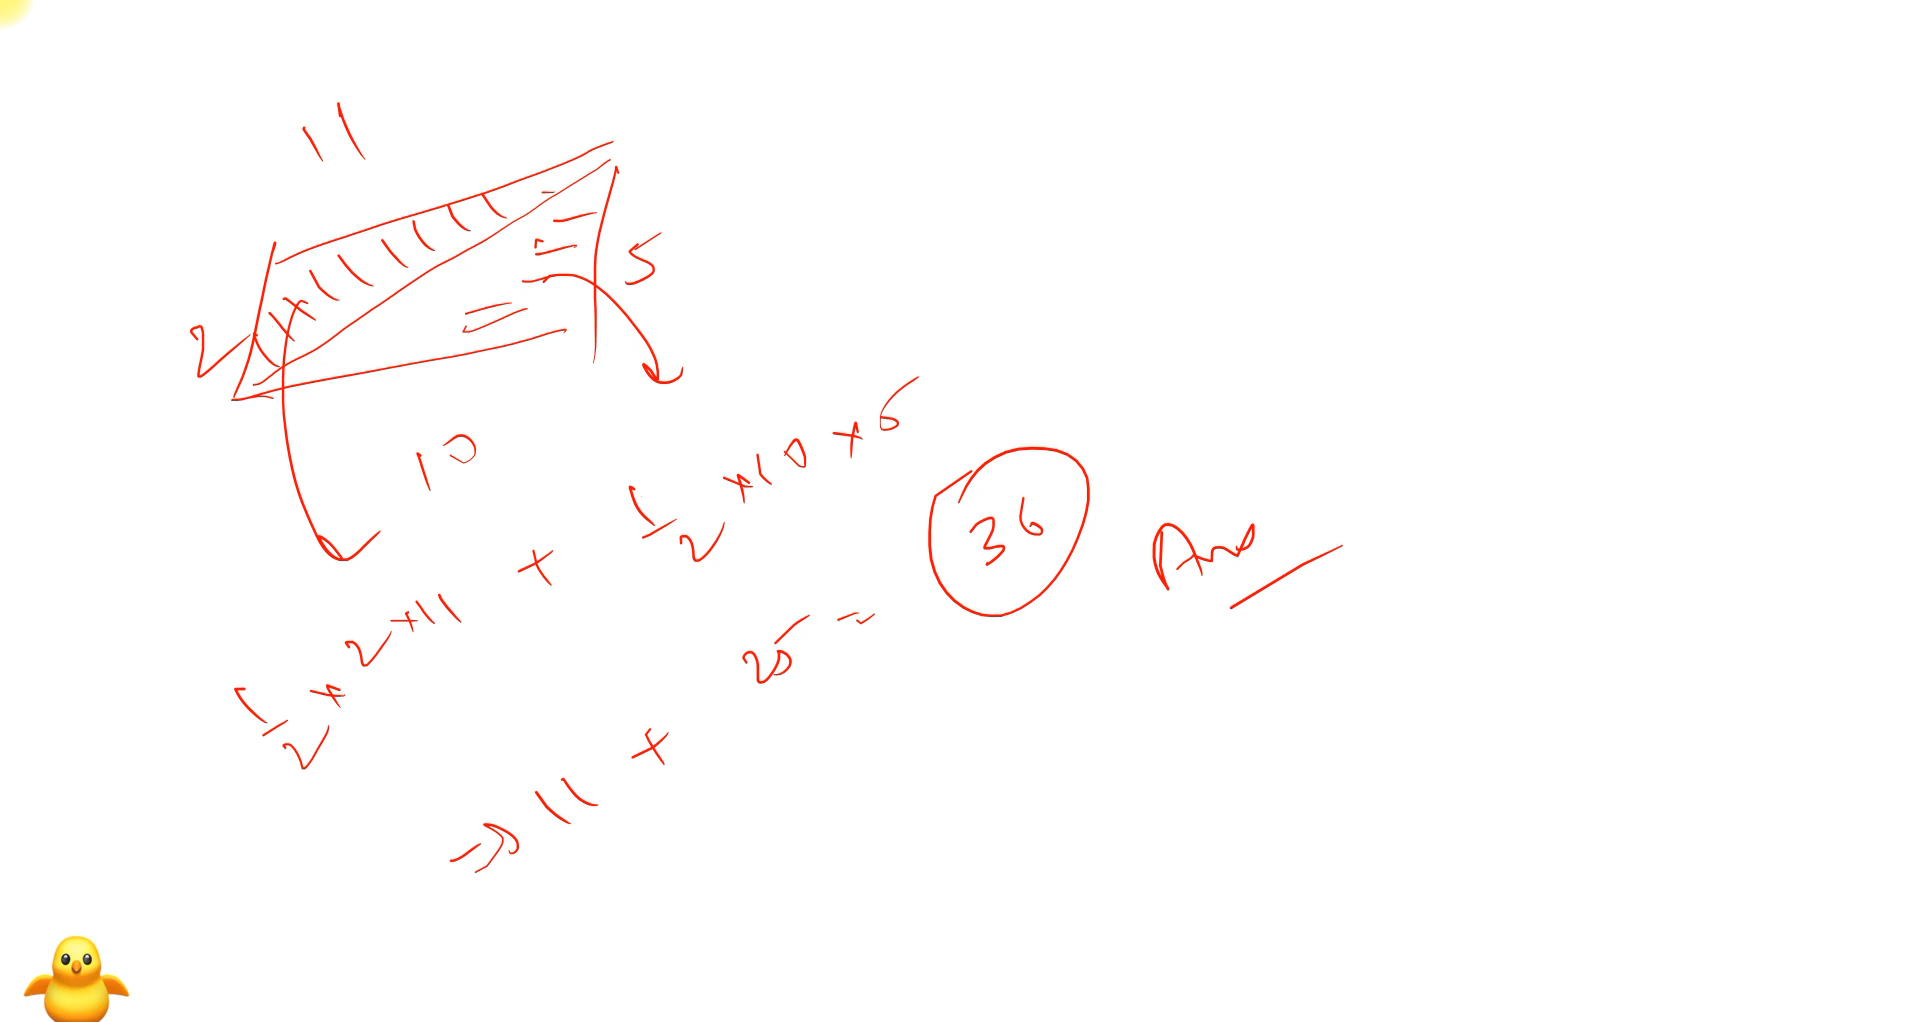 11
2
5
10
1/2 × 2 × 11 + 1/2 × 10 × 5
⇒ 11 + 25 = 36 Ans